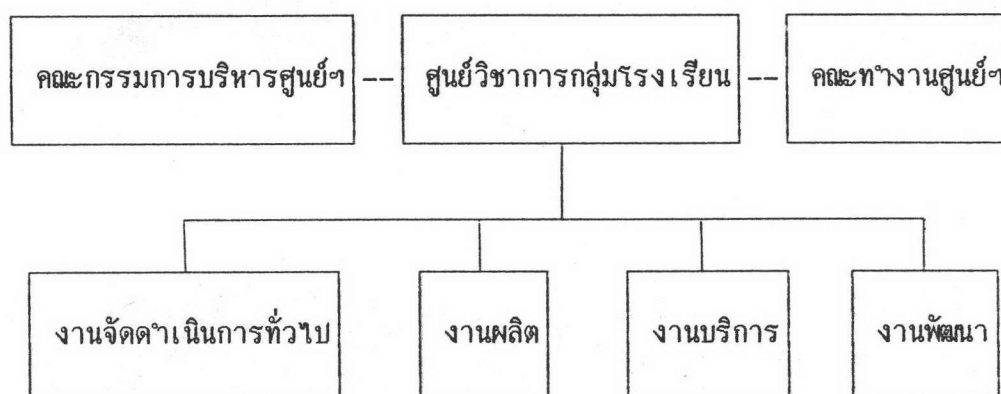 คณะกรรมการบริหารศูนย์ฯ -- ศูนย์วิชาการกลุ่มโรงเรียน -- คณะทำงานศูนย์ฯ
งานจัดดำเนินการทั่วไป งานผลิต งานบริการ งานพัฒนา